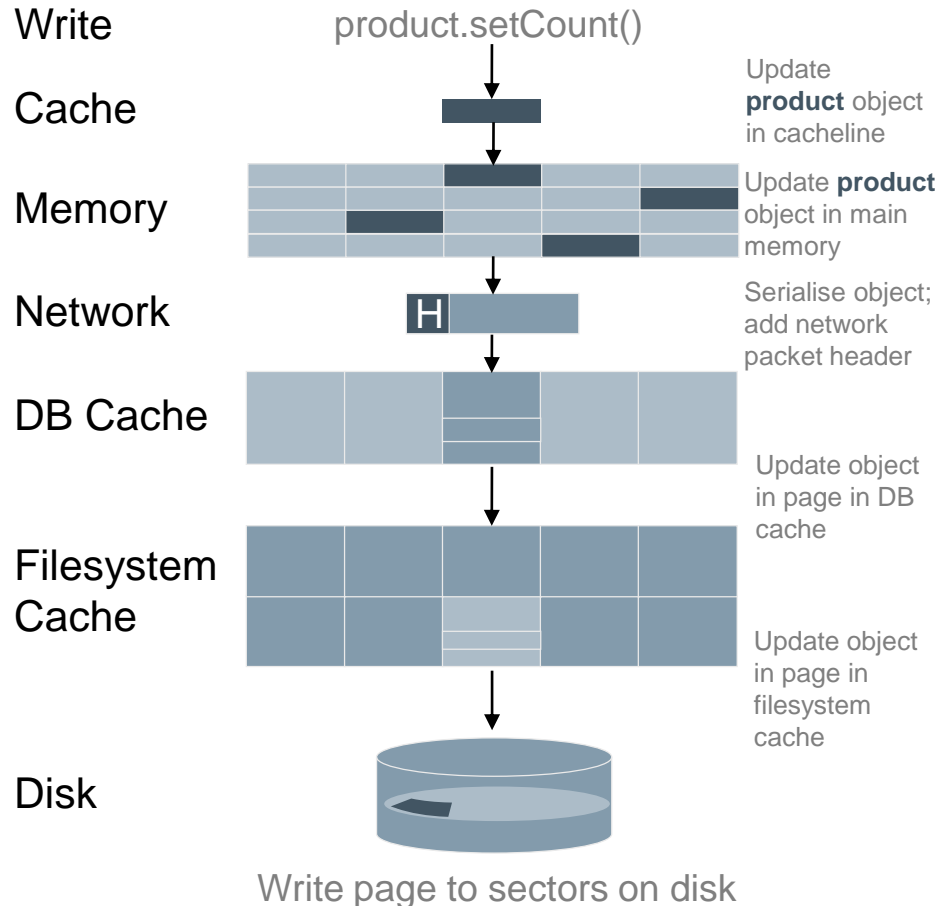 Write
product.setCount()
Cache
Update
product object
in cacheline
Memory
Update product
object in main
memory
Network
H
Serialise object;
add network
packet header
DB Cache
Update object
in page in DB
cache
Filesystem
Cache
Update object
in page in
filesystem
cache
Disk
Write page to sectors on disk